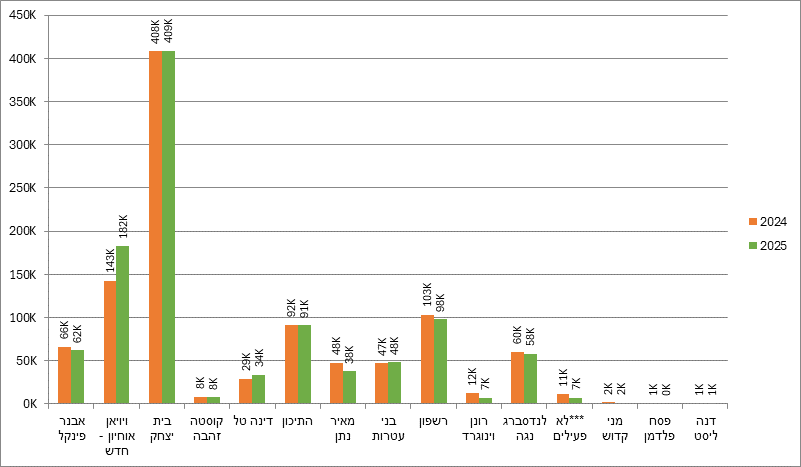 450K
400K
350K
300K
250K
200K
150K
100K
50K
0K
66K 62K
143K 182K
408K 409K
8K 8K
29K 34K
92K 91K
48K 38K
47K 48K
103K 98K
12K 7K
60K 58K
11K 7K
2K 2K
1K 0K
1K 1K
אבנר
פינקל
ויויאן
אוחיון -
חדש
בית
יצחק
קוסטה
זהבה
דינה טל
התיכון
מאיר
נתן
בני
עטרות
רשפון
רונן
וינוגרד
לנדסברג
נגה
***לא
פעילים
מני
קדוש
פסח
פלדמן
דנה
ליסט
2024
2025